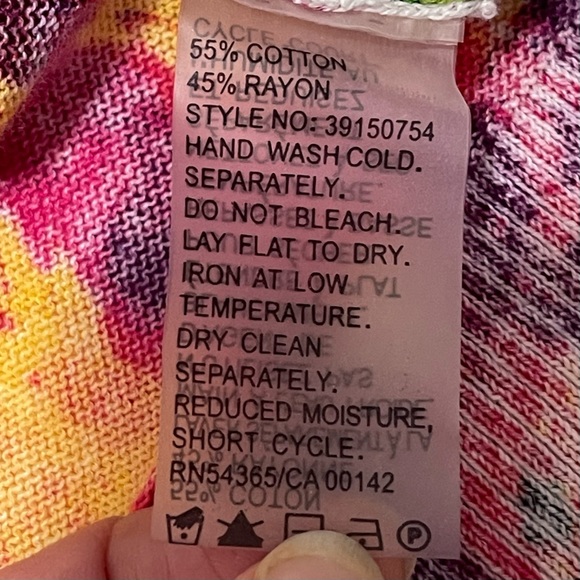 55% COTTON
45% RAYON
STYLE NO: 39150754
HAND WASH COLD.
SEPARATELY.
DO NOT BLEACH.
LAY FLAT TO DRY.
IRON AT LOW
TEMPERATURE.
DRY CLEAN
SEPARATELY.
REDUCED MOISTURE,
SHORT CYCLE.
RN54365/CA 00142
P